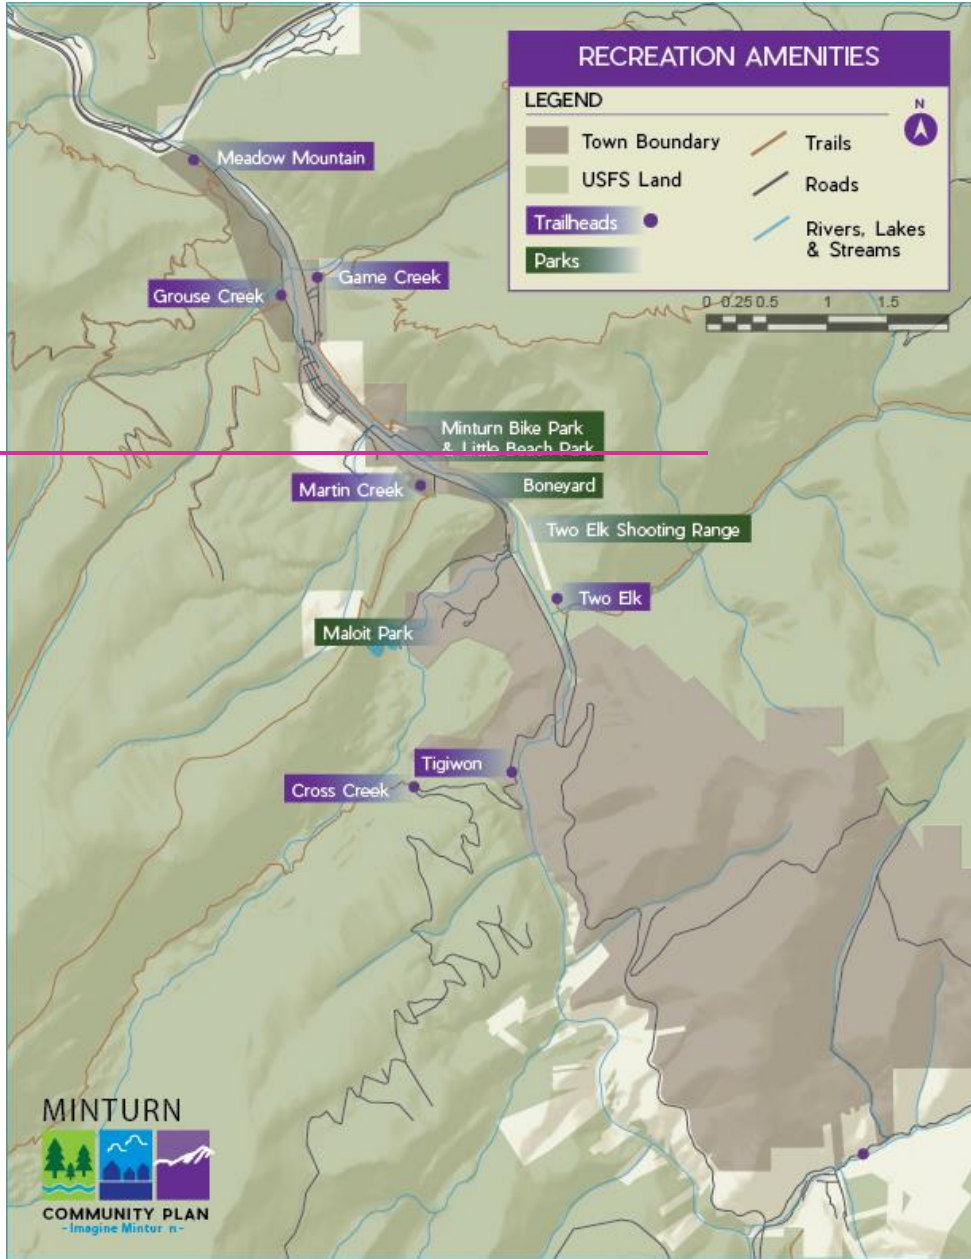 RECREATION AMENITIES
LEGEND
N
Town Boundary
Trails
USFS Land
Roads
Trailheads
Rivers, Lakes
& Streams
Parks
0 0.25 0.5 1 1.5
Meadow Mountain
Game Creek
Grouse Creek
Minturn Bike Park
& Little Beach Park
Martin Creek
Boneyard
Two Elk Shooting Range
Two Elk
Maloit Park
Tigiwon
Cross Creek
MINTURN
COMMUNITY PLAN
- Imagine Mintur n -